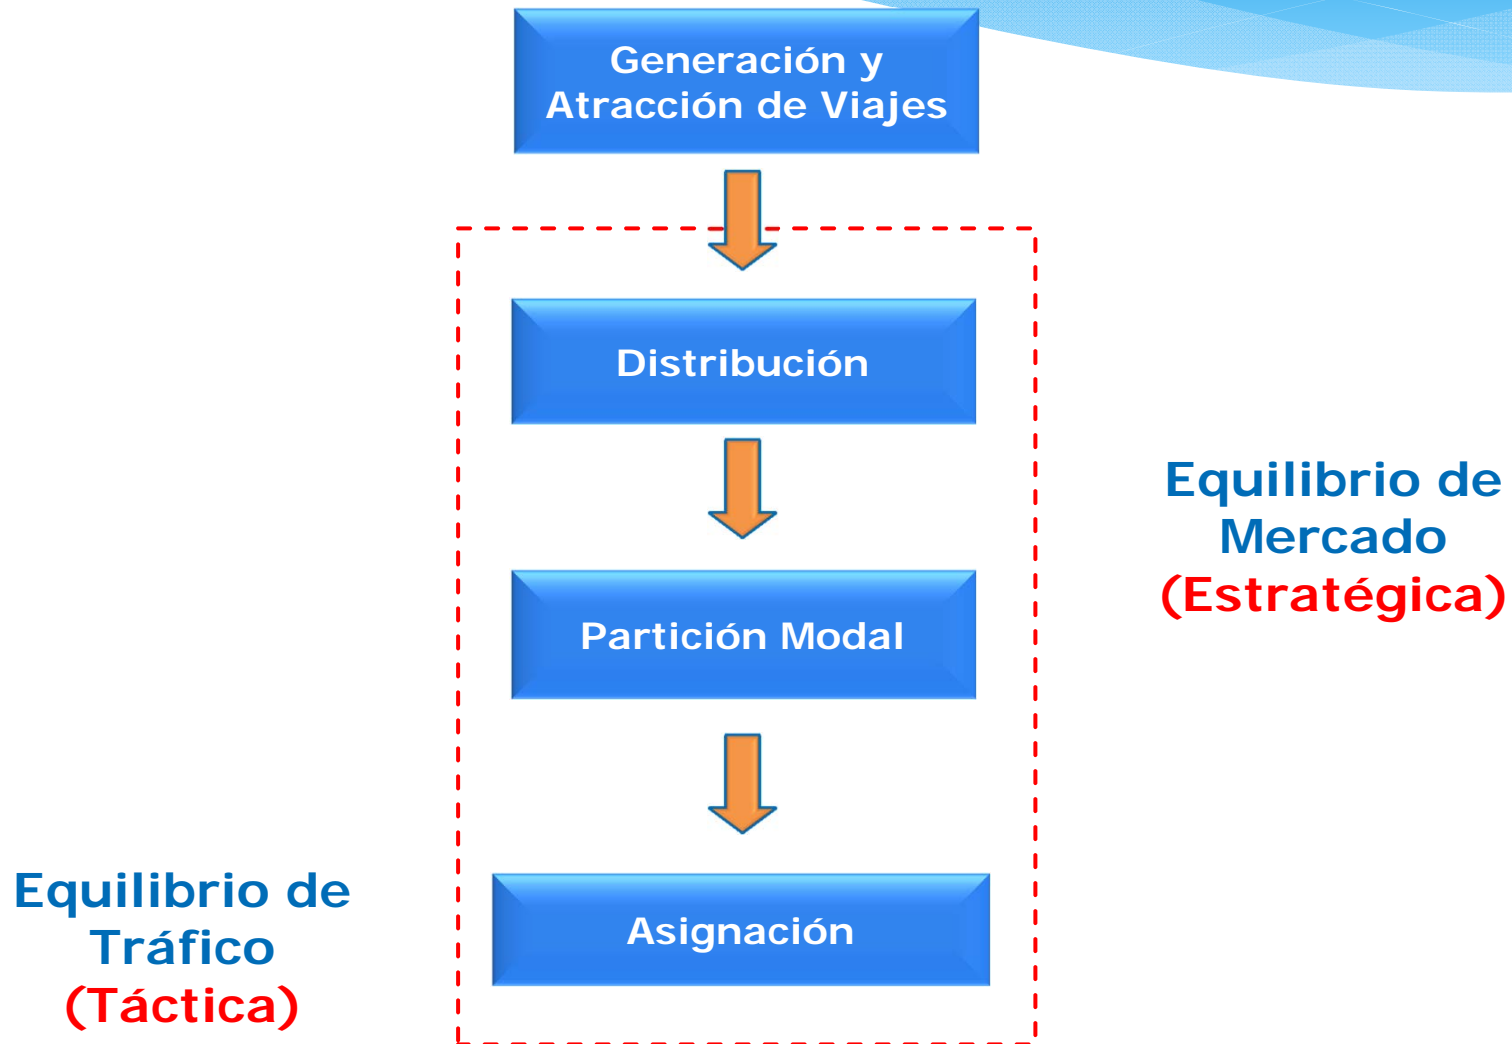 Generación y
Atracción de Viajes
Distribución
Partición Modal
Asignación
Equilibrio de
Mercado
(Estratégica)
Equilibrio de
Tráfico
(Táctica)